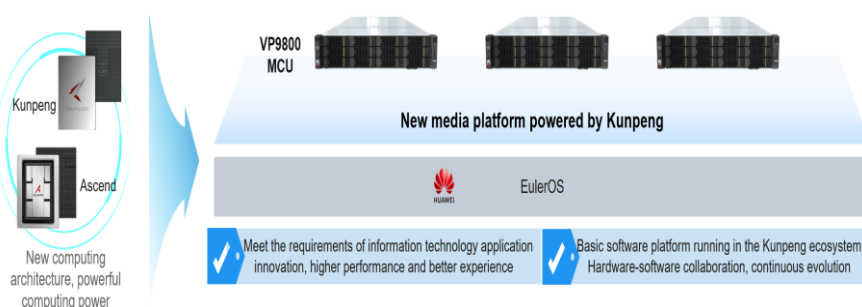 Kunpeng
Ascend
New computing
architecture, powerful
computing power
VP9800
MCU
New media platform powered by Kunpeng
HUAWEI
EulerOS
Meet the requirements of information technology application
innovation, higher performance and better experience
Basic software platform running in the Kunpeng ecosystem
Hardware-software collaboration, continuous evolution